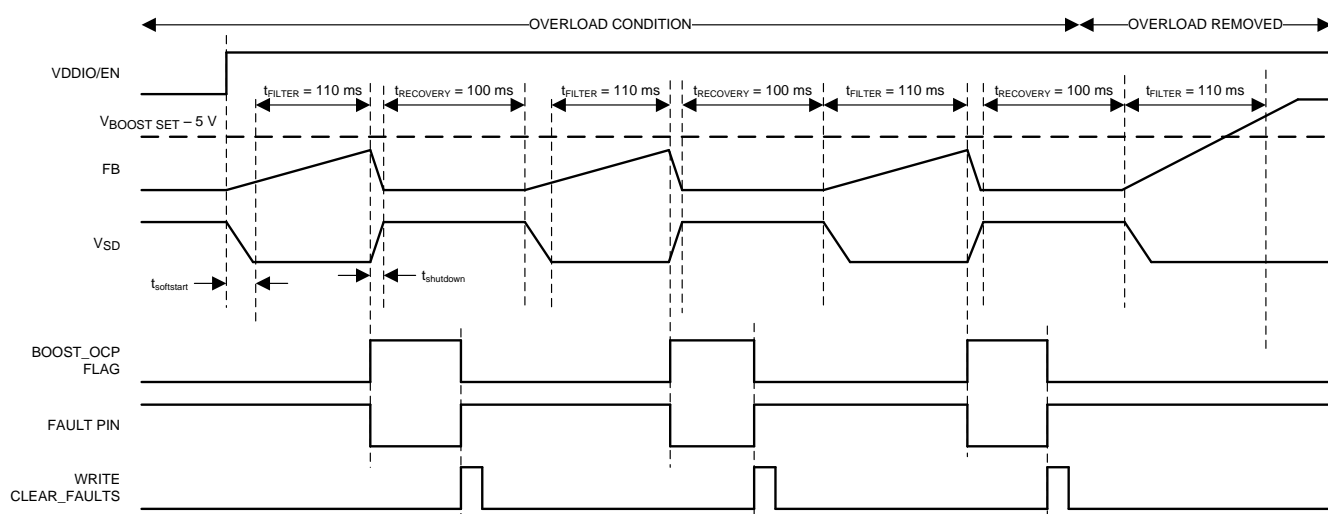 OVERLOAD CONDITION
OVERLOAD REMOVED
VDDIO/EN
tFILTER = 110 ms
tRECOVERY = 100 ms
tFILTER = 110 ms
tRECOVERY = 100 ms
tFILTER = 110 ms
tRECOVERY = 100 ms
tFILTER = 110 ms
VBOOST SET – 5 V
FB
VSD
tsoftstart
tshutdown
BOOST_OCP
FLAG
FAULT PIN
WRITE
CLEAR_FAULTS